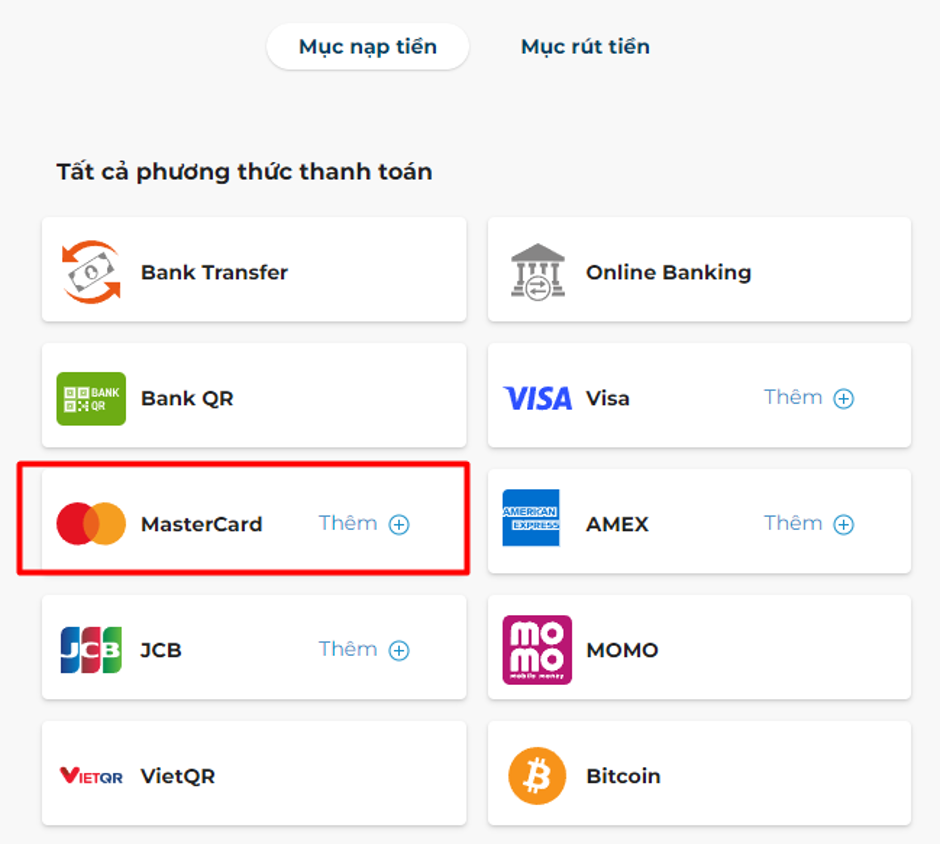 Mục nạp tiền
Mục rút tiền
Tất cả phương thức thanh toán
Bank Transfer
Online Banking
BANK
QR
Bank QR
VISA
Visa
Thêm
MasterCard
Thêm
AMERICAN
EXPRESS
AMEX
Thêm
JCB
JCB
Thêm
mo
mo
mobile money
MOMO
VIETQR
VietQR
Bitcoin